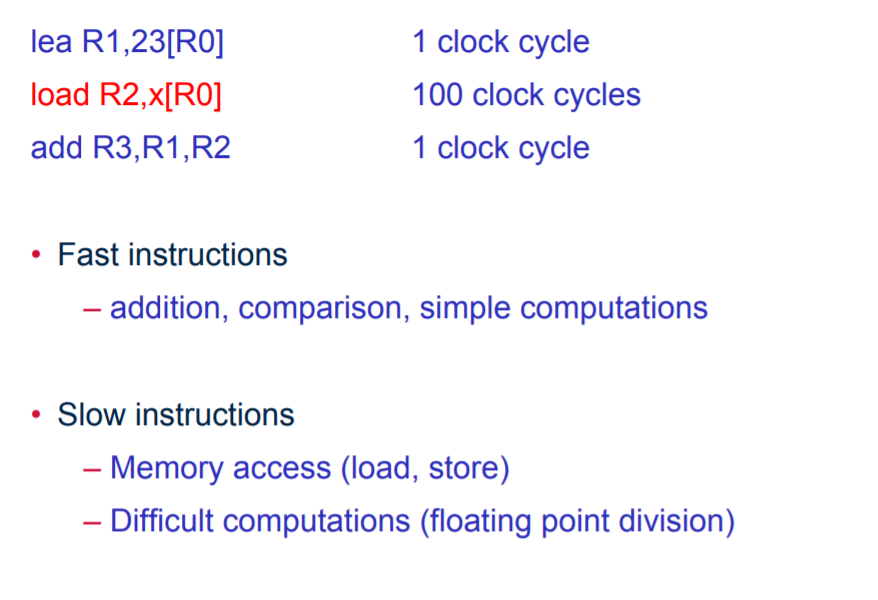 lea R1,23[R0] 1 clock cycle
load R2,x[R0] 100 clock cycles
add R3,R1,R2 1 clock cycle
• Fast instructions
– addition, comparison, simple computations
• Slow instructions
– Memory access (load, store)
– Difficult computations (floating point division)